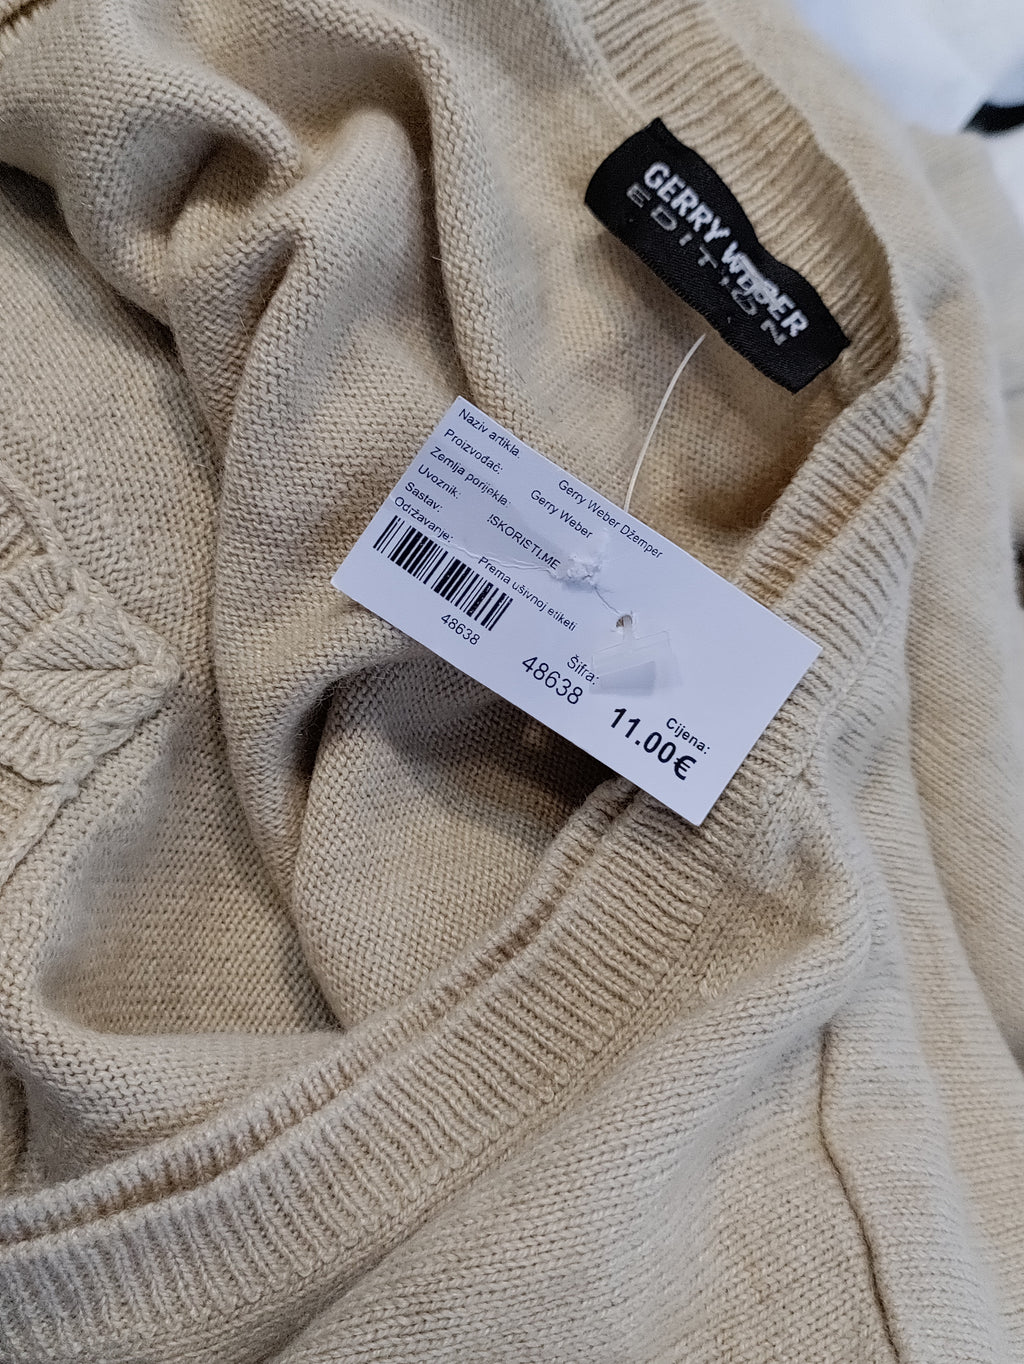 GERRY WEBER
EDITION
Naziv artikla:
Gerry Weber Džemper
Proizvođač:
Gerry Weber
Zemlja porijekla:
Uvoznik:
ISKORISTI.ME
Sastav:
Održavanje:
Prema ušivnoj etiketi
48638
Šifra:
48638
Cijena:
11.00€